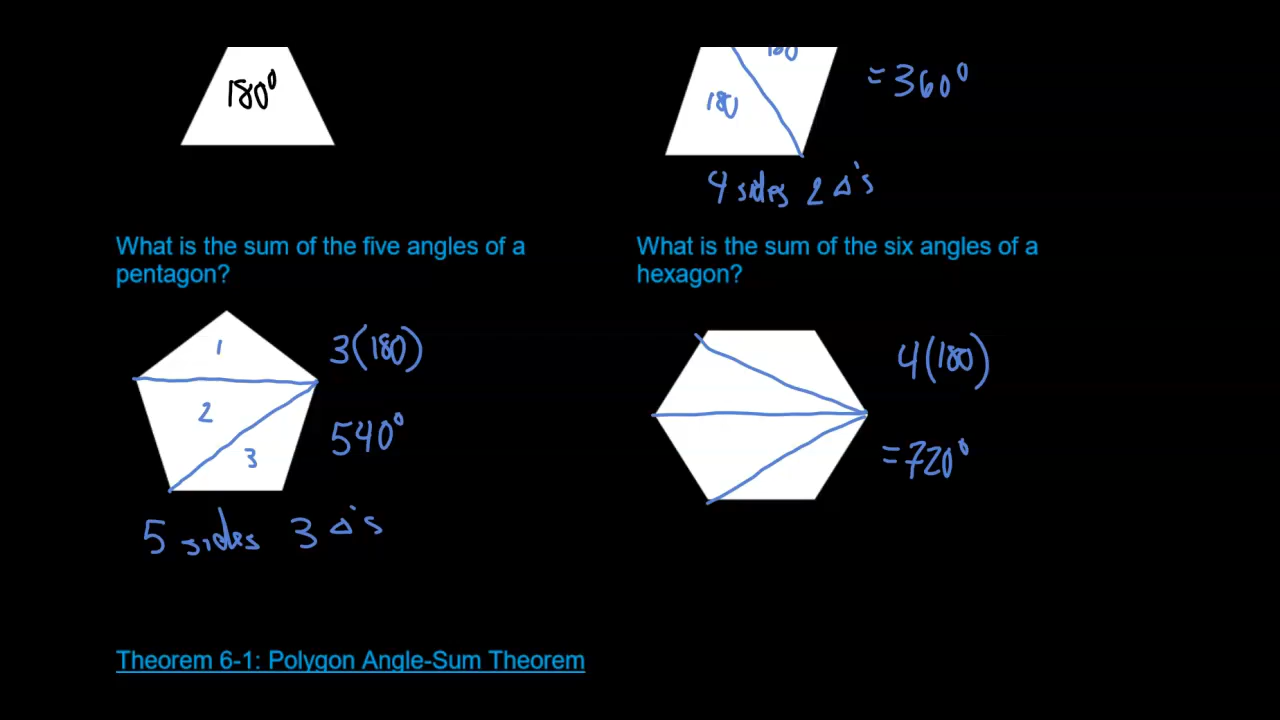 180°
180
180
= 360°
4 sides 2 Δ's
What is the sum of the five angles of a
pentagon?
1
2
3
3(180)
540°
5 sides 3 Δ's
What is the sum of the six angles of a
hexagon?
4(180)
= 720°
Theorem 6-1: Polygon Angle-Sum Theorem